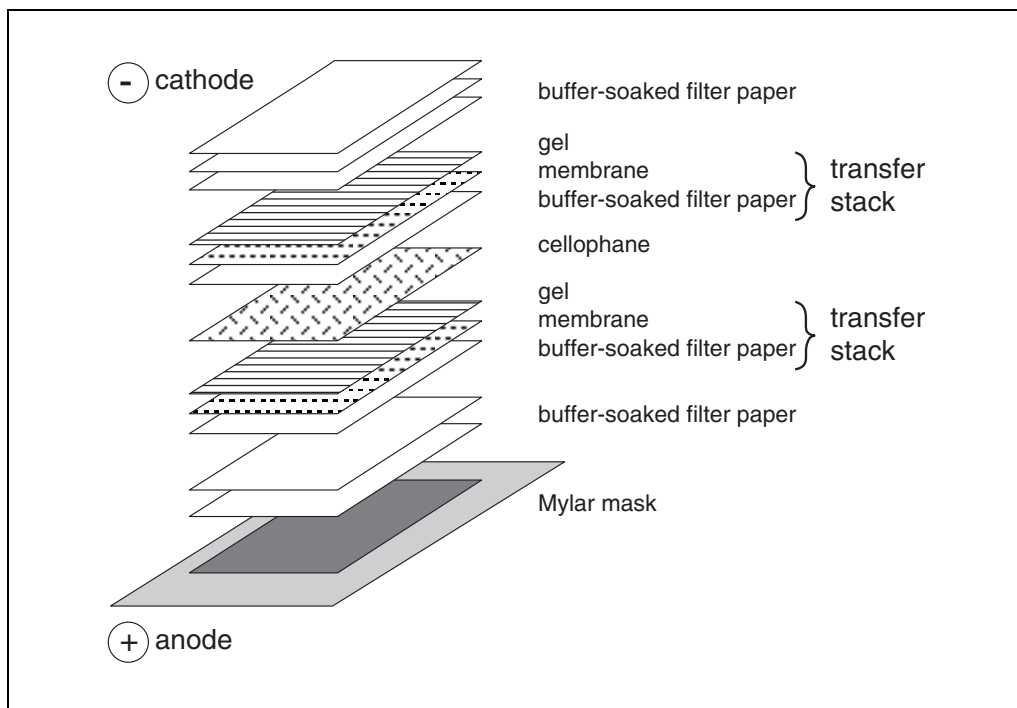 - cathode
buffer-soaked filter paper
gel
membrane
buffer-soaked filter paper
transfer
stack
cellophane
gel
membrane
buffer-soaked filter paper
transfer
stack
buffer-soaked filter paper
Mylar mask
+ anode